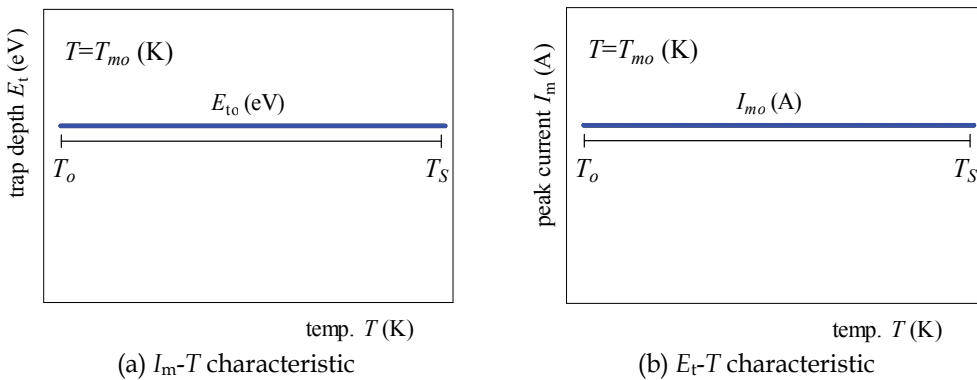 trap depth Et (eV)
T=Tmo (K)
Eto (eV)
To
TS
temp. T (K)
(a) Im-T characteristic
peak current Im (A)
T=Tmo (K)
Imo (A)
To
TS
temp. T (K)
(b) Et-T characteristic